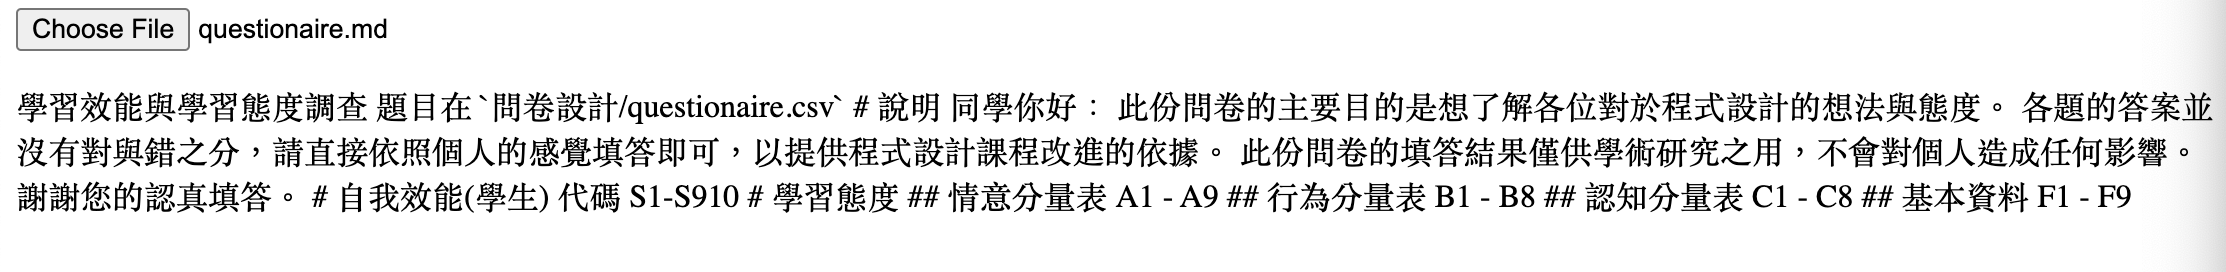 Choose File questionaire.md
學習效能與學習態度調查 題目在 `問卷設計/questionaire.csv` # 說明 同學你好： 此份問卷的主要目的是想了解各位對於程式設計的想法與態度。 各題的答案並
沒有對與錯之分，請直接依照個人的感覺填答即可，以提供程式設計課程改進的依據。 此份問卷的填答結果僅供學術研究之用，不會對個人造成任何影響。
謝謝您的認真填答。 # 自我效能(學生) 代碼 S1-S910 # 學習態度 ## 情意分量表 A1 - A9 ## 行為分量表 B1 - B8 ## 認知分量表 C1 - C8 ## 基本資料 F1 - F9